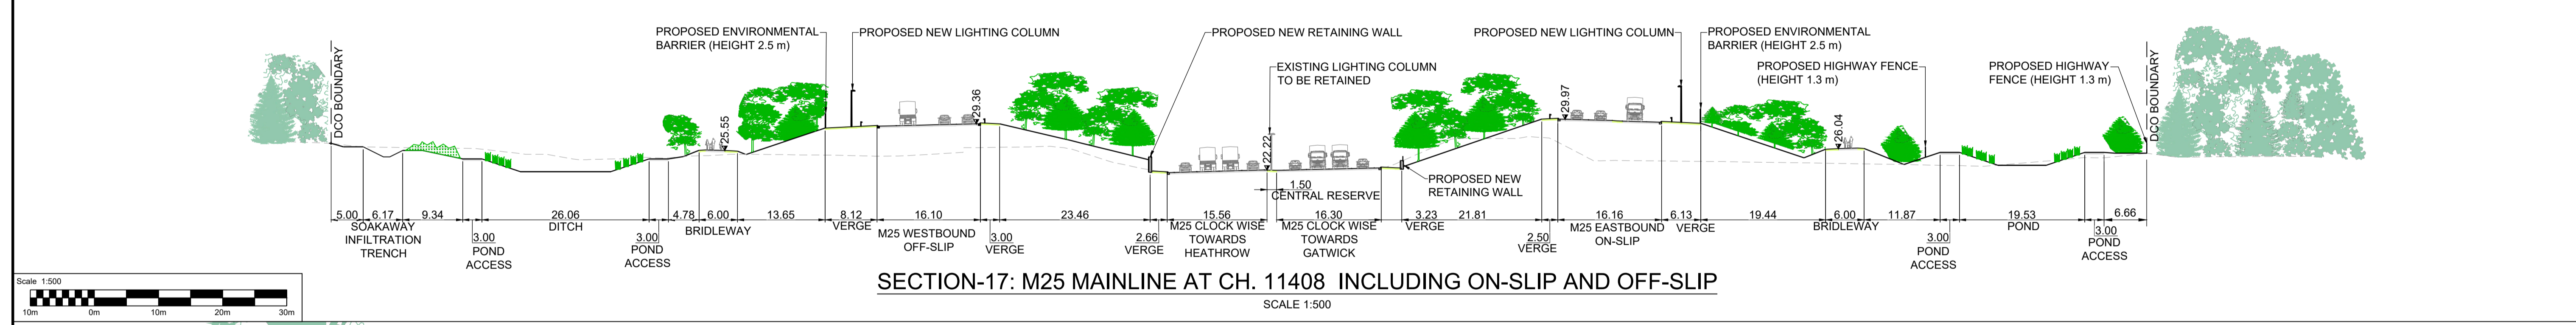 DCO BOUNDARY
PROPOSED ENVIRONMENTAL
BARRIER (HEIGHT 2.5 m)
PROPOSED NEW LIGHTING COLUMN
PROPOSED NEW RETAINING WALL
EXISTING LIGHTING COLUMN
TO BE RETAINED
PROPOSED NEW LIGHTING COLUMN
PROPOSED ENVIRONMENTAL
BARRIER (HEIGHT 2.5 m)
PROPOSED HIGHWAY FENCE
(HEIGHT 1.3 m)
PROPOSED HIGHWAY
FENCE (HEIGHT 1.3 m)
DCO BOUNDARY
25.55
29.36
22.22
29.97
26.04
PROPOSED NEW
RETAINING WALL
1.50
CENTRAL RESERVE
5.00
6.17
SOAKAWAY
INFILTRATION
TRENCH
9.34
3.00
POND
ACCESS
26.06
DITCH
3.00
POND
ACCESS
4.78
6.00
BRIDLEWAY
13.65
8.12
VERGE
16.10
M25 WESTBOUND
OFF-SLIP
3.00
VERGE
23.46
2.66
VERGE
15.56
M25 CLOCK WISE
TOWARDS
HEATHROW
16.30
M25 CLOCK WISE
TOWARDS
GATWICK
3.23
VERGE
21.81
2.50
VERGE
16.16
M25 EASTBOUND
ON-SLIP
6.13
VERGE
19.44
6.00
BRIDLEWAY
11.87
3.00
POND
ACCESS
19.53
POND
3.00
POND
ACCESS
6.66
SECTION-17: M25 MAINLINE AT CH. 11408 INCLUDING ON-SLIP AND OFF-SLIP
SCALE 1:500
Scale 1:500
10m 0m 10m 20m 30m